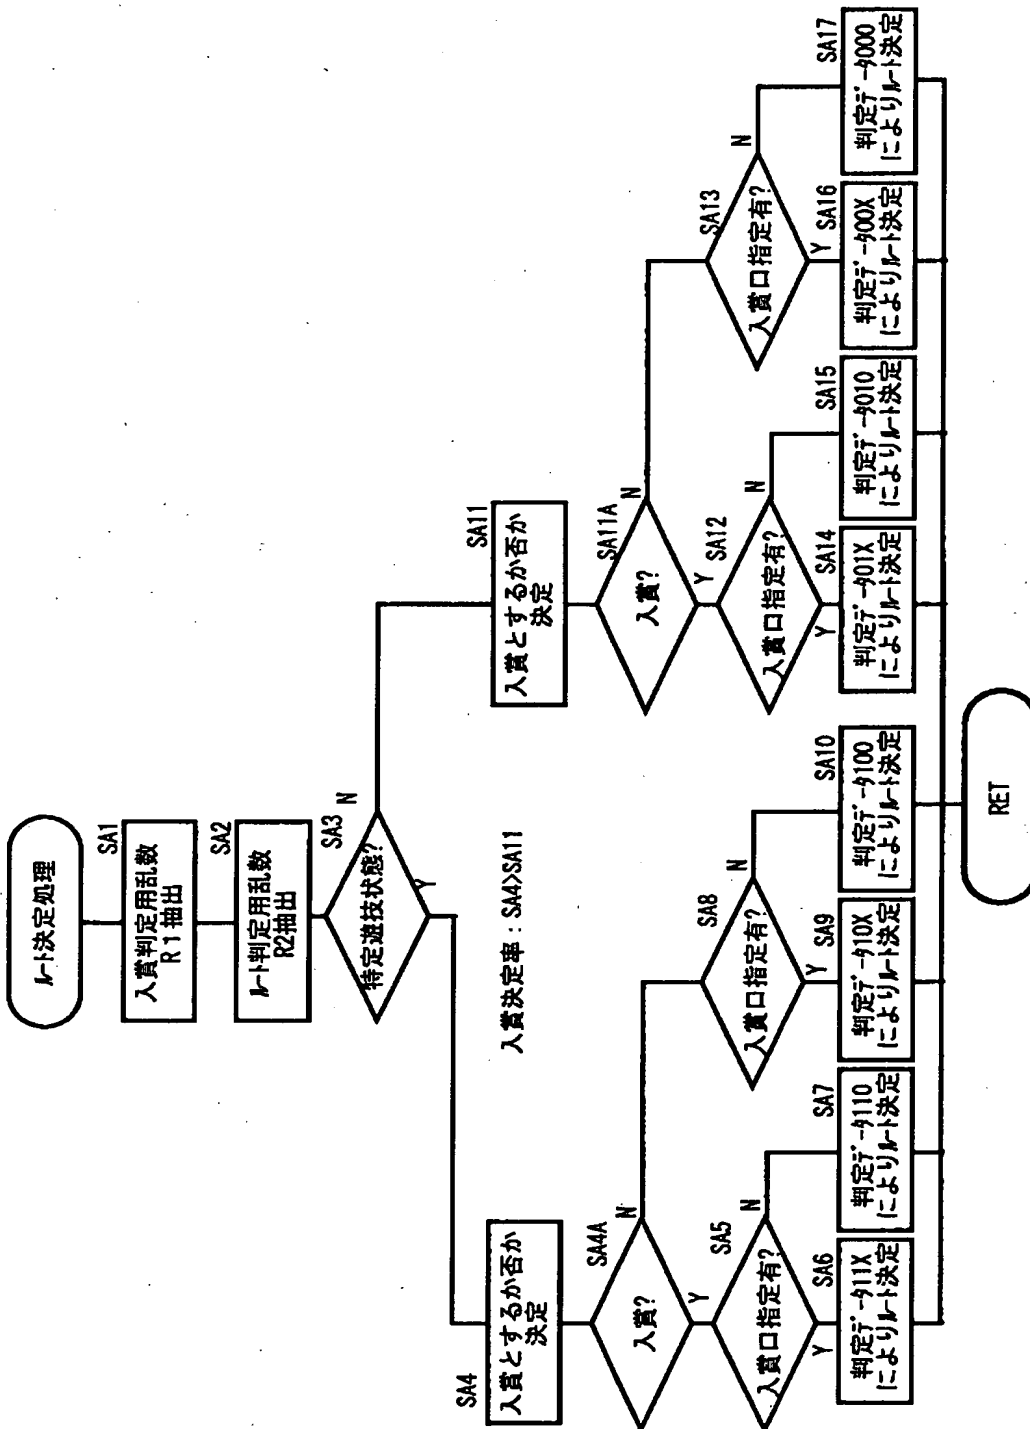 ルート決定処理
SA1
入賞判定用乱数
R1抽出
SA2
ルート判定用乱数
R2抽出
SA3
特定遊技状態?
N
Y
入賞決定率:SA4>SA11
SA4
入賞とするか否か
決定
SA11
入賞とするか否か
決定
SA4A
入賞?
N
Y
SA11A
入賞?
N
Y
SA5
入賞口指定有?
N
Y
SA8
入賞口指定有?
N
Y
SA12
入賞口指定有?
N
Y
SA13
入賞口指定有?
N
Y
SA6
判定データ11X
によりルート決定
SA7
判定データ110
によりルート決定
SA9
判定データ10X
によりルート決定
SA10
判定データ100
によりルート決定
SA14
判定データ01X
によりルート決定
SA15
判定データ010
によりルート決定
SA16
判定データ00X
によりルート決定
SA17
判定データ000
によりルート決定
RET